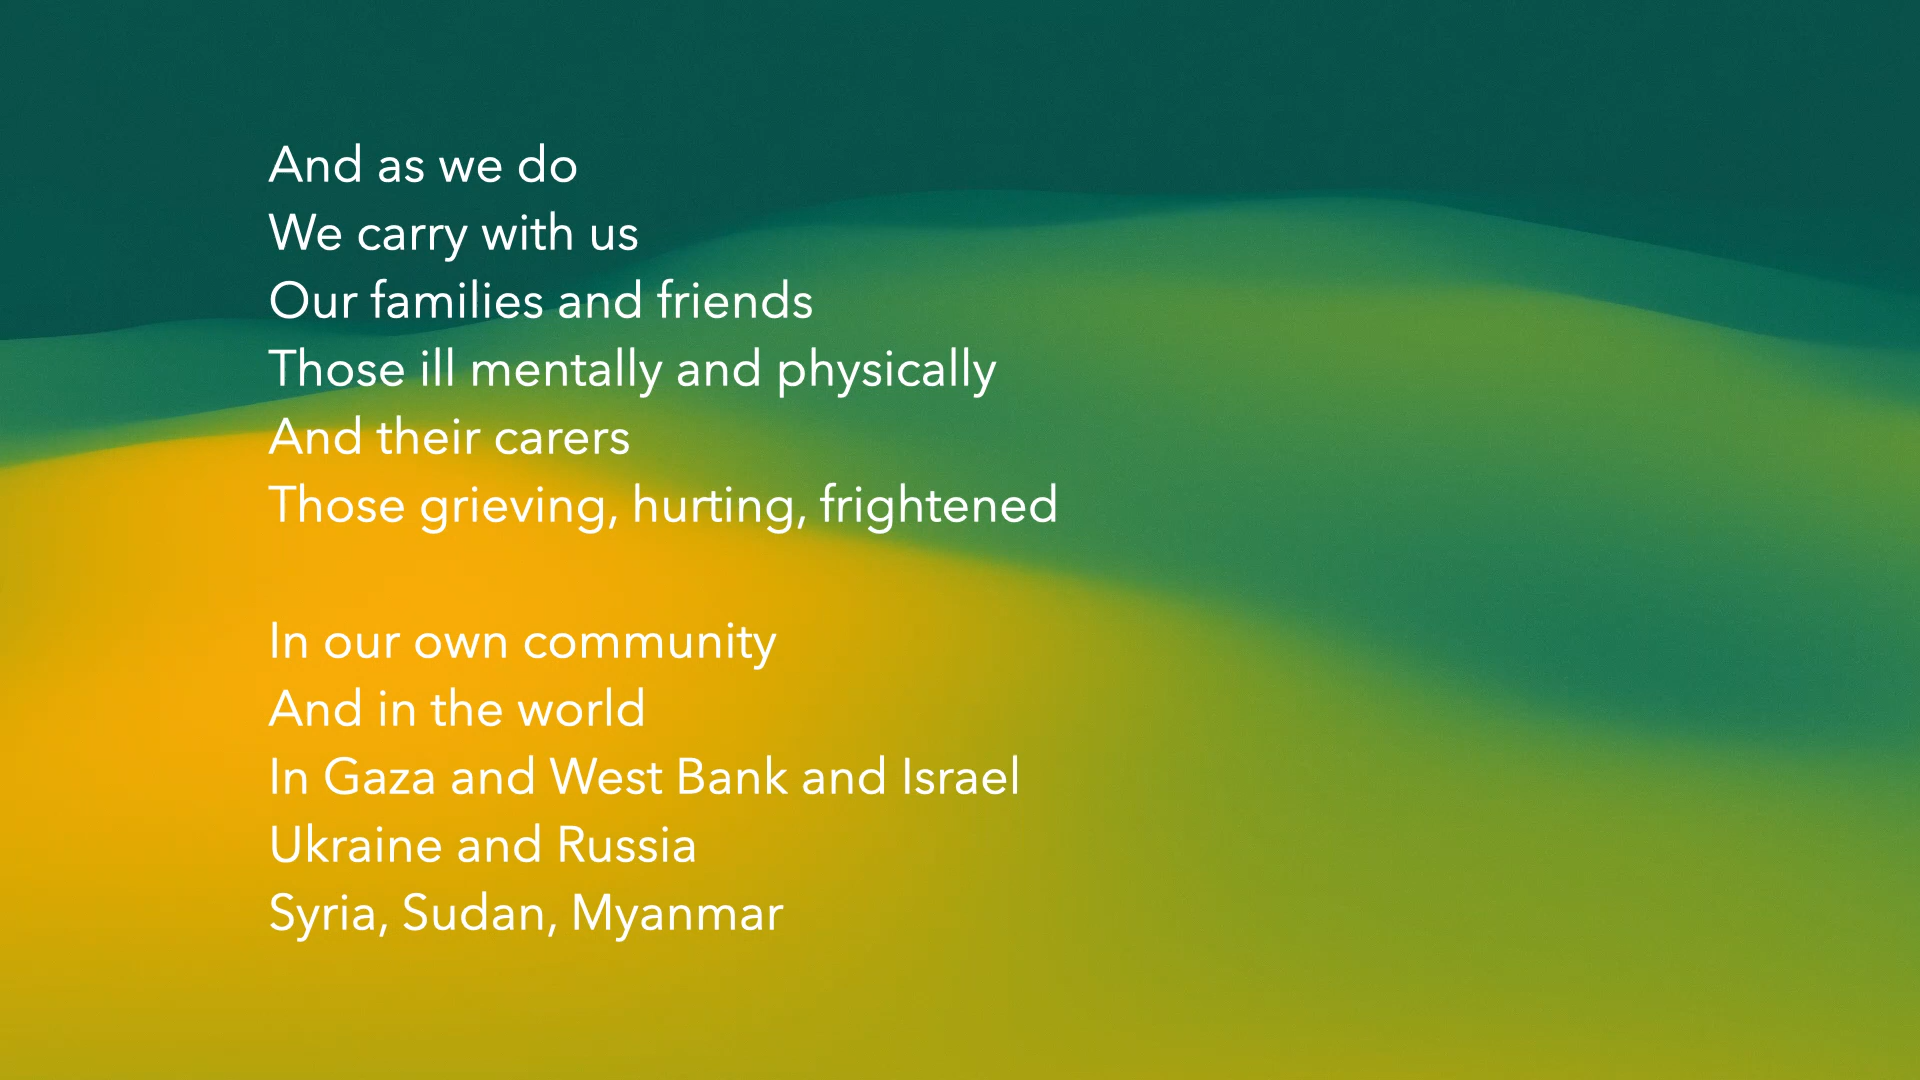 And as we do
We carry with us
Our families and friends
Those ill mentally and physically
And their carers
Those grieving, hurting, frightened
In our own community
And in the world
In Gaza and West Bank and Israel
Ukraine and Russia
Syria, Sudan, Myanmar